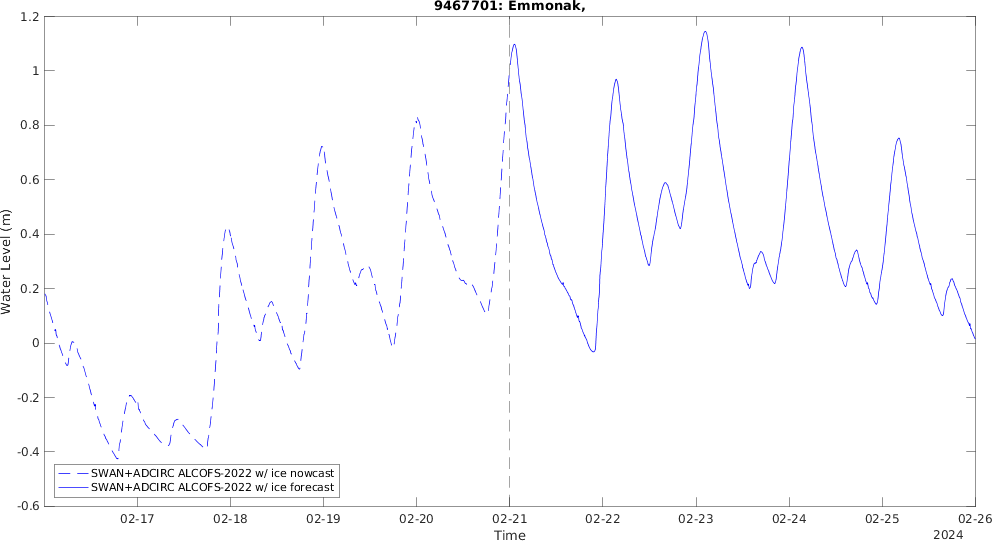 9467701: Emmonak,
1.2
1
0.8
0.6
0.4
0.2
0
-0.2
-0.4
-0.6
Water Level (m)
SWAN+ADCIRC ALCOFS-2022 w/ ice nowcast
SWAN+ADCIRC ALCOFS-2022 w/ ice forecast
02-17 02-18 02-19 02-20 02-21 02-22 02-23 02-24 02-25 02-26
Time
2024